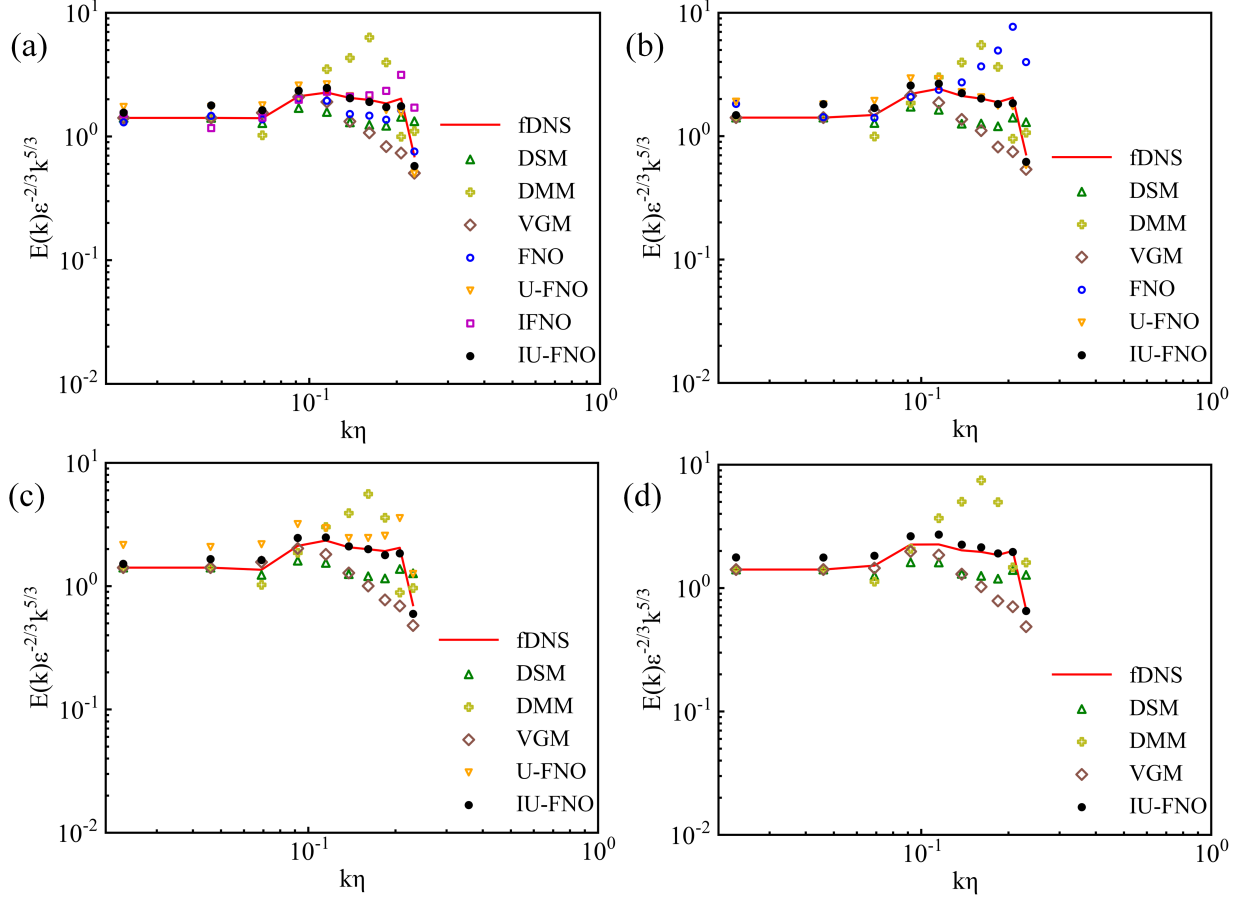 (a)
10^1
10^0
10^-1
10^-2
E(k)ε^-2/3 k^5/3
10^-1
10^0
kη
fDNS
DSM
DMM
VGM
FNO
U-FNO
IFNO
IU-FNO
(b)
10^1
10^0
10^-1
10^-2
E(k)ε^-2/3 k^5/3
10^-1
10^0
kη
fDNS
DSM
DMM
VGM
FNO
U-FNO
IU-FNO
(c)
10^1
10^0
10^-1
10^-2
E(k)ε^-2/3 k^5/3
10^-1
10^0
kη
fDNS
DSM
DMM
VGM
U-FNO
IU-FNO
(d)
10^1
10^0
10^-1
10^-2
E(k)ε^-2/3 k^5/3
10^-1
10^0
kη
fDNS
DSM
DMM
VGM
IU-FNO